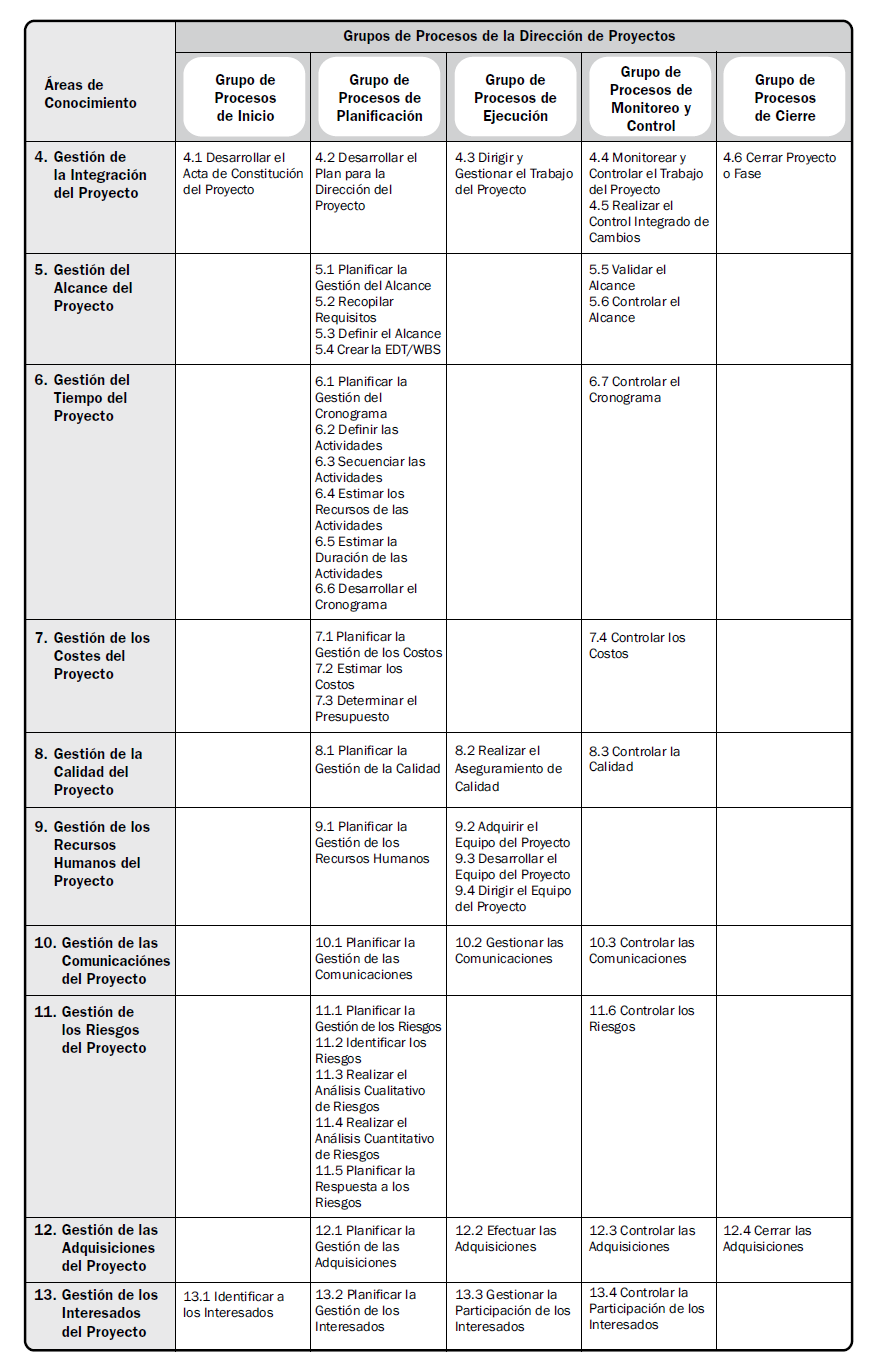 Grupos de Procesos de la Dirección de Proyectos
Áreas de
Conocimiento
Grupo de
Procesos
de Inicio
Grupo de
Procesos de
Planificación
Grupo de
Procesos de
Ejecución
Grupo de
Procesos de
Monitoreo y
Control
Grupo de
Procesos
de Cierre
4. Gestión de
la Integración
del Proyecto
4.1 Desarrollar el
Acta de Constitución
del Proyecto
4.2 Desarrollar el
Plan para la
Dirección del
Proyecto
4.3 Dirigir y
Gestionar el Trabajo
del Proyecto
4.4 Monitorear y
Controlar el Trabajo
del Proyecto
4.5 Realizar el
Control Integrado de
Cambios
4.6 Cerrar Proyecto
o Fase
5. Gestión del
Alcance del
Proyecto
5.1 Planificar la
Gestión del Alcance
5.2 Recopilar
Requisitos
5.3 Definir el Alcance
5.4 Crear la EDT/WBS
5.5 Validar el
Alcance
5.6 Controlar el
Alcance
6. Gestión del
Tiempo del
Proyecto
6.1 Planificar la
Gestión del
Cronograma
6.2 Definir las
Actividades
6.3 Secuenciar las
Actividades
6.4 Estimar los
Recursos de las
Actividades
6.5 Estimar la
Duración de las
Actividades
6.6 Desarrollar el
Cronograma
6.7 Controlar el
Cronograma
7. Gestión de los
Costes del
Proyecto
7.1 Planificar la
Gestión de los Costos
7.2 Estimar los
Costos
7.3 Determinar el
Presupuesto
7.4 Controlar los
Costos
8. Gestión de la
Calidad del
Proyecto
8.1 Planificar la
Gestión de la Calidad
8.2 Realizar el
Aseguramiento de
Calidad
8.3 Controlar la
Calidad
9. Gestión de los
Recursos
Humanos del
Proyecto
9.1 Planificar la
Gestión de los
Recursos Humanos
9.2 Adquirir el
Equipo del Proyecto
9.3 Desarrollar el
Equipo del Proyecto
9.4 Dirigir el Equipo
del Proyecto
10. Gestión de las
Comunicaciónes
del Proyecto
10.1 Planificar la
Gestión de las
Comunicaciones
10.2 Gestionar las
Comunicaciones
10.3 Controlar las
Comunicaciones
11. Gestión de
los Riesgos
del Proyecto
11.1 Planificar la
Gestión de los Riesgos
11.2 Identificar los
Riesgos
11.3 Realizar el
Análisis Cualitativo
de Riesgos
11.4 Realizar el
Análisis Cuantitativo
de Riesgos
11.5 Planificar la
Respuesta a los
Riesgos
11.6 Controlar los
Riesgos
12. Gestión de las
Adquisiciones
del Proyecto
12.1 Planificar la
Gestión de las
Adquisiciones
12.2 Efectuar las
Adquisiciones
12.3 Controlar las
Adquisiciones
12.4 Cerrar las
Adquisiciones
13. Gestión de los
Interesados
del Proyecto
13.1 Identificar a
los Interesados
13.2 Planificar la
Gestión de los
Interesados
13.3 Gestionar la
Participación de los
Interesados
13.4 Controlar la
Participación de los
Interesados